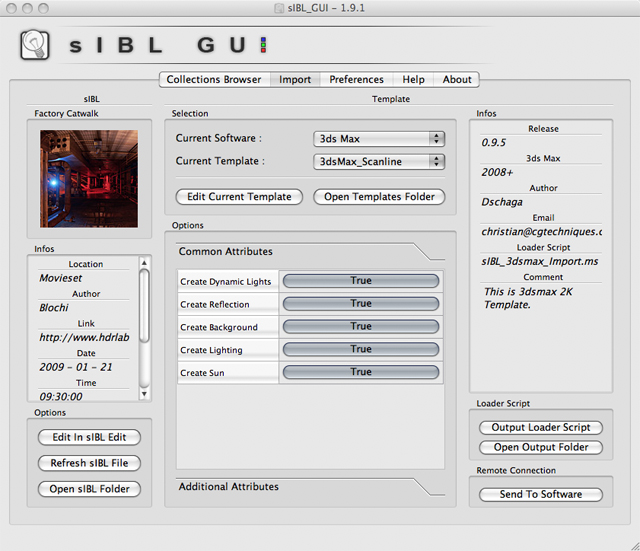 sIBL_GUI - 1.9.1
sIBL GUI
Collections Browser Import Preferences Help About
sIBL
Factory Catwalk
Infos
Location
Movieset
Author
Blochi
Link
http://www.hdrlab
Date
2009 - 01 - 21
Time
09:30:00
Options
Edit In sIBL Edit
Refresh sIBL File
Open sIBL Folder
Template
Selection
Current Software : 3ds Max
Current Template : 3dsMax_Scanline
Edit Current Template Open Templates Folder
Options
Common Attributes
Create Dynamic Lights True
Create Reflection True
Create Background True
Create Lighting True
Create Sun True
Additional Attributes
Infos
Release
0.9.5
3ds Max
2008+
Author
Dschaga
Email
christian@cgtechniques.c
Loader Script
sIBL_3dsmax_Import.ms
Comment
This is 3dsmax 2K
Template.
Loader Script
Output Loader Script
Open Output Folder
Remote Connection
Send To Software